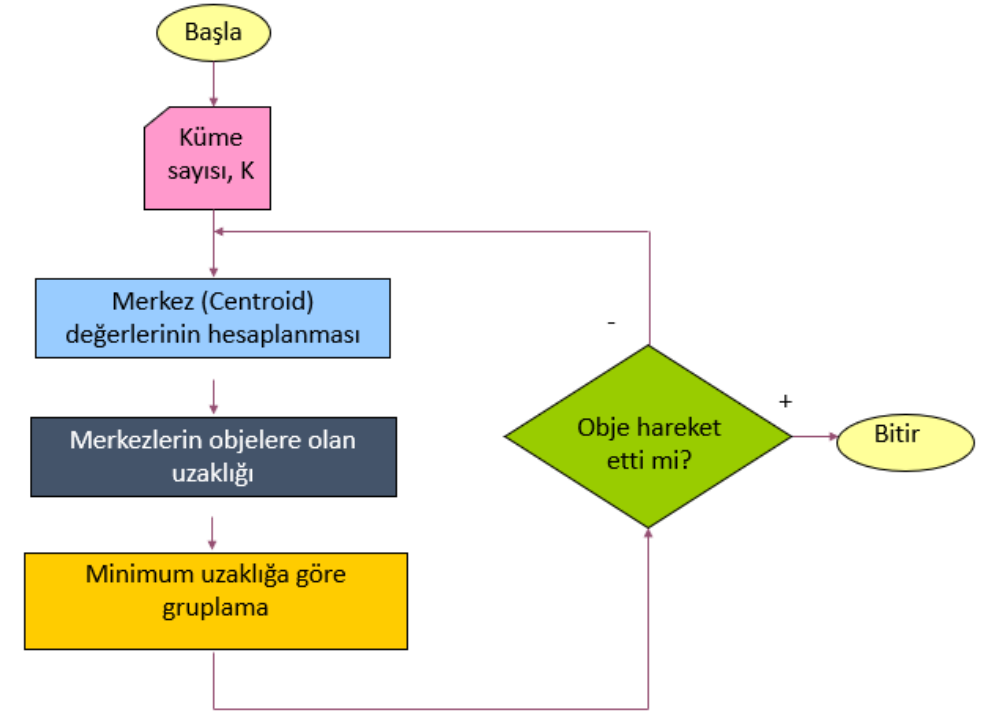 Başla
Küme
sayısı, K
Merkez (Centroid)
değerlerinin hesaplanması
Merkezlerin objelere olan
uzaklığı
Minimum uzaklığa göre
gruplama
Obje hareket
etti mi?
-
+
Bitir